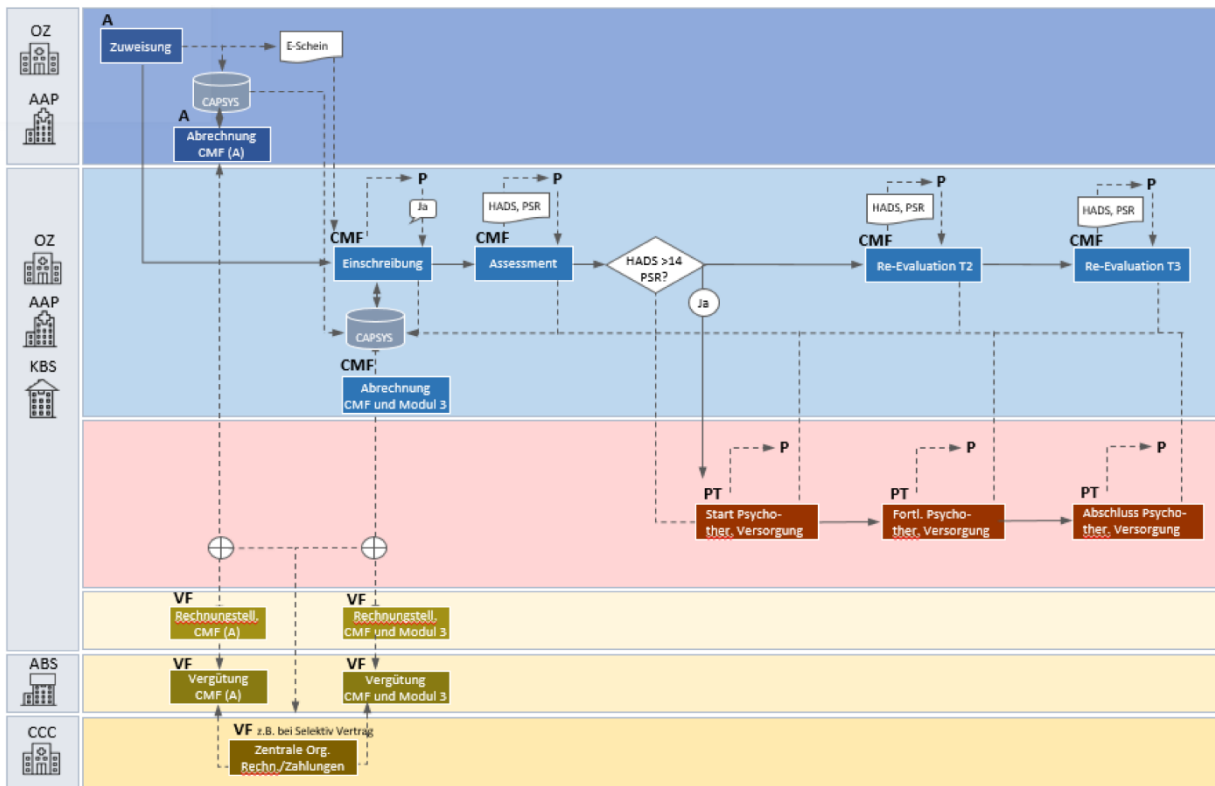 OZ
AAP
A
Zuweisung
E-Schein
CAPSYS
A
Abrechnung
CMF (A)
OZ
AAP
KBS
P
Ja
CMF
Einschreibung
P
HADS, PSR
CMF
Assessment
HADS >14
PSR?
Ja
P
HADS, PSR
CMF
Re-Evaluation T2
P
HADS, PSR
CMF
Re-Evaluation T3
CAPSYS
CMF
Abrechnung
CMF und Modul 3
P
PT
Start Psycho-
ther. Versorgung
P
PT
Fortl. Psycho-
ther. Versorgung
P
PT
Abschluss Psycho-
ther. Versorgung
VF
Rechnungstell.
CMF (A)
VF
Rechnungstell.
CMF und Modul 3
ABS
VF
Vergütung
CMF (A)
VF
Vergütung
CMF und Modul 3
CCC
VF z.B. bei Selektiv Vertrag
Zentrale Org.
Rechn./Zahlungen